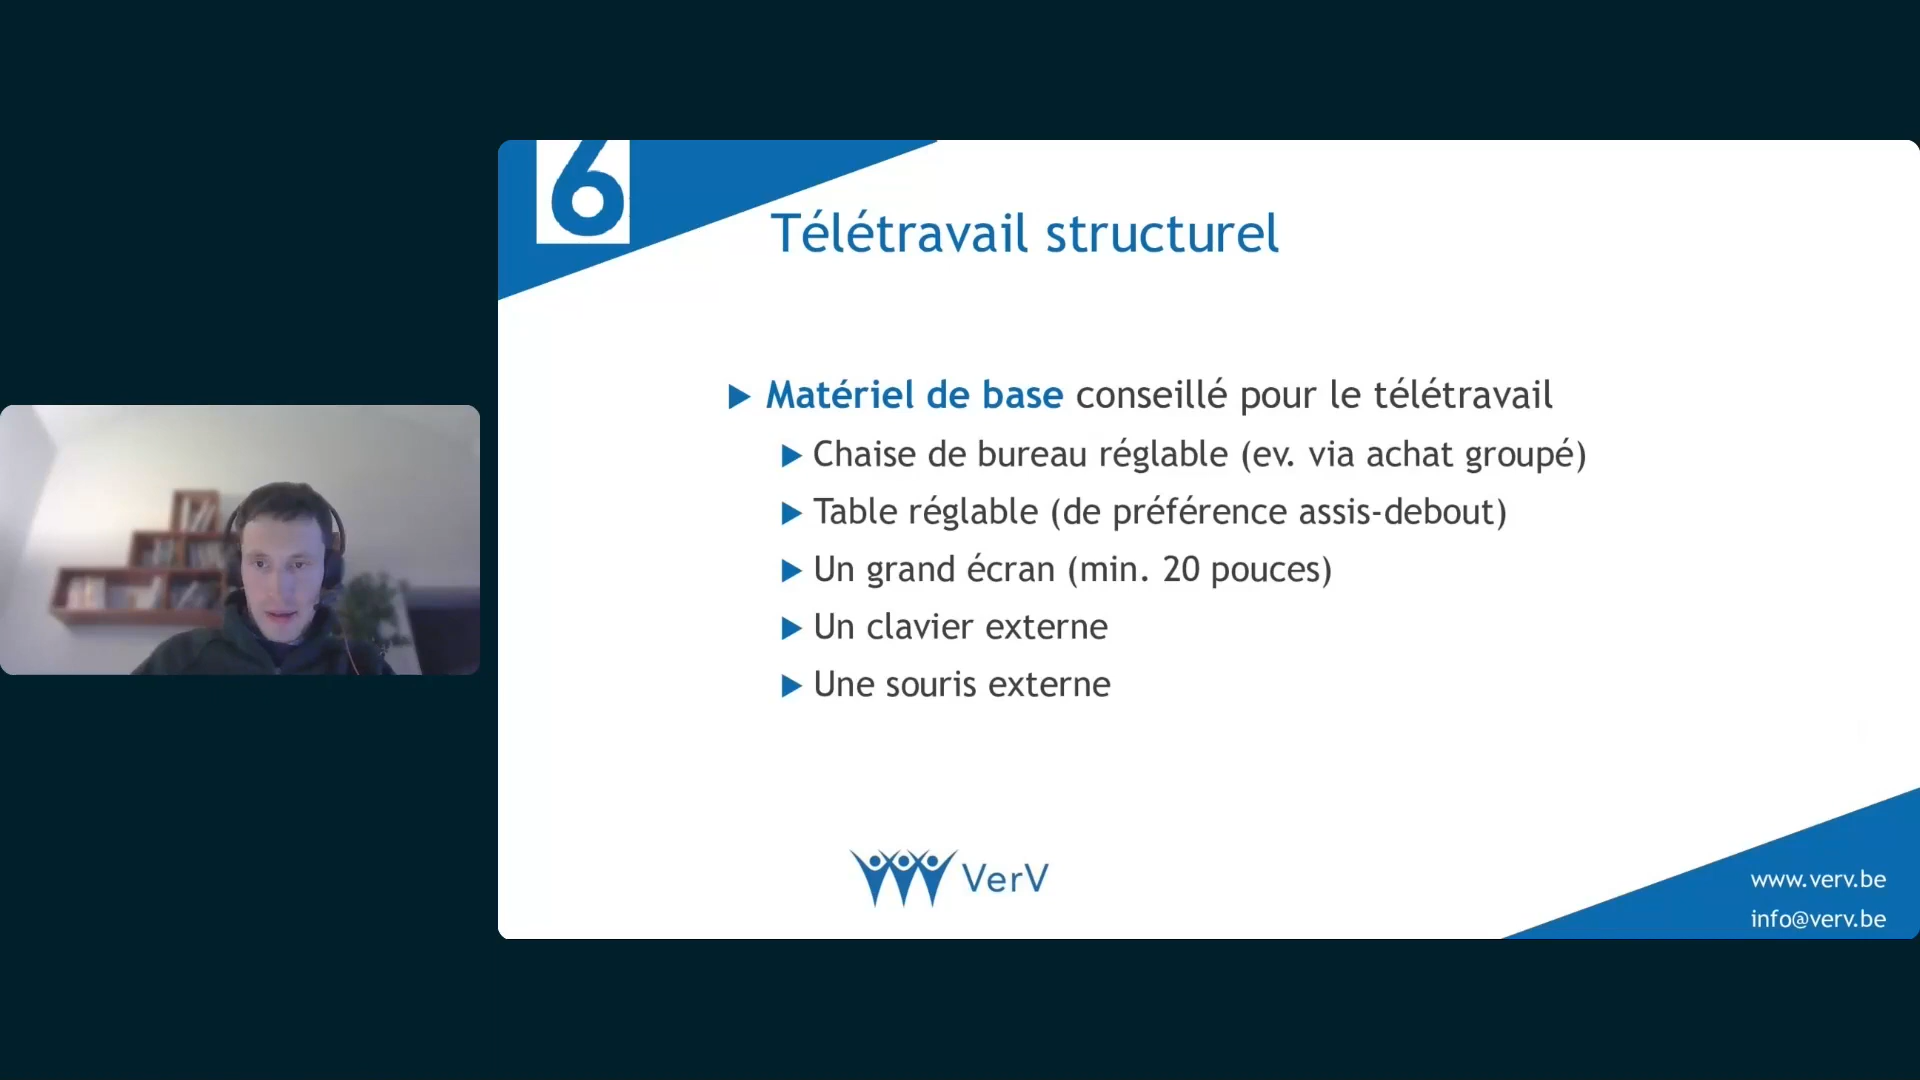 6
Télétravail structurel
Matériel de base conseillé pour le télétravail
Chaise de bureau réglable (ev. via achat groupé)
Table réglable (de préférence assis-debout)
Un grand écran (min. 20 pouces)
Un clavier externe
Une souris externe
VerV
www.verv.be
info@verv.be